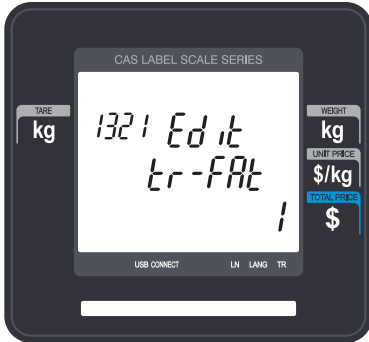 CAS LABEL SCALE SERIES
TARE
kg
1321 Edit
tr-FAt
1
WEIGHT
kg
UNIT PRICE
$/kg
TOTAL PRICE
$
USB CONNECT LN LANG TR